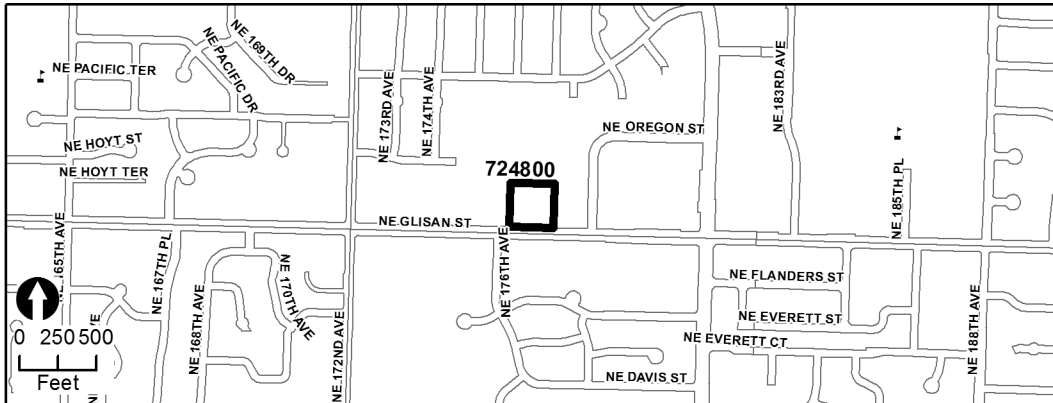 NE 169TH DR
NE PACIFIC TER
NE PACIFIC DR
NE 173RD AVE
NE 174TH AVE
NE 183RD AVE
NE OREGON ST
NE HOYT ST
NE HOYT TER
724800
NE 185TH PL
NE GLISAN ST
NE 165TH AVE
NE 167TH PL
NE 168TH AVE
NE 170TH AVE
NE 172ND AVE
NE 176TH AVE
NE FLANDERS ST
NE EVERETT ST
NE EVERETT CT
NE 188TH AVE
NE DAVIS ST
0 250 500
Feet